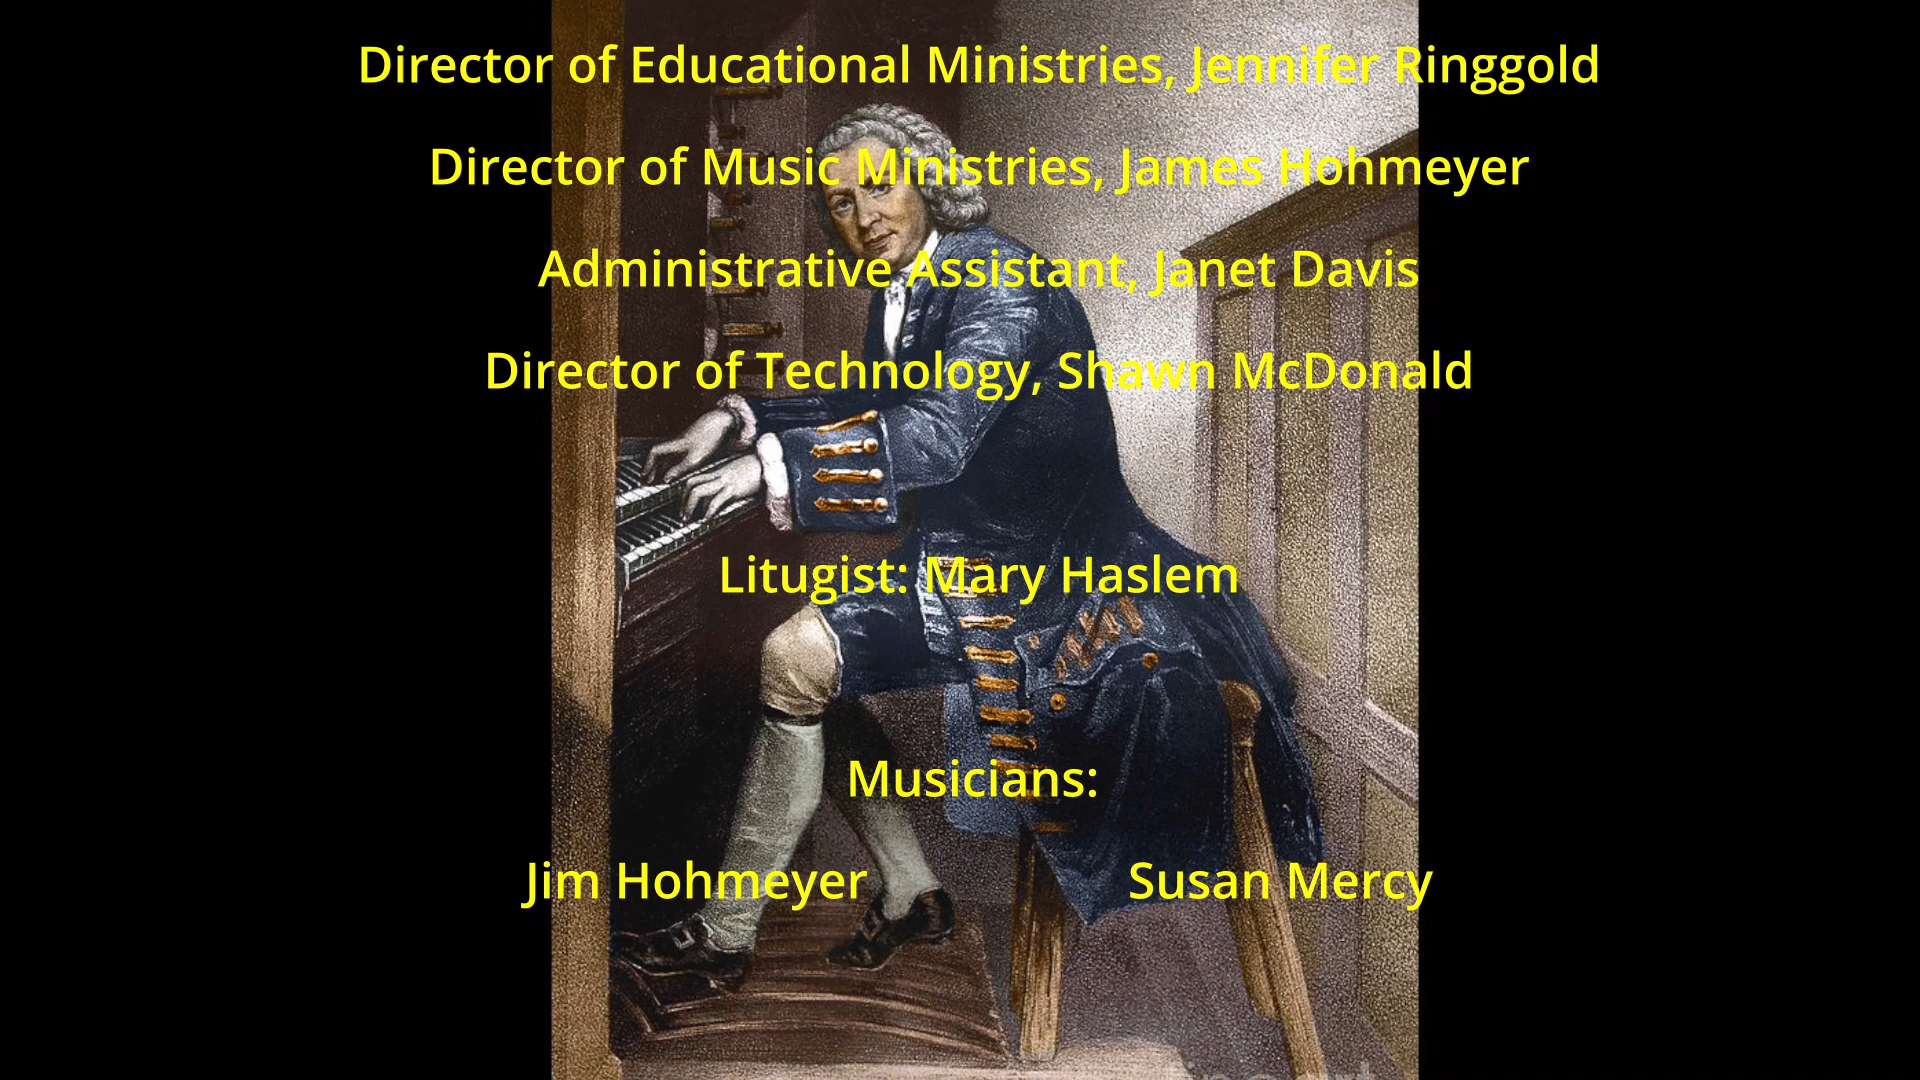 Director of Educational Ministries, Jennifer Ringgold
Director of Music Ministries, James Hohmeyer
Administrative Assistant, Janet Davis
Director of Technology, Shawn McDonald
Litugist: Mary Haslem
Musicians:
Jim Hohmeyer Susan Mercy